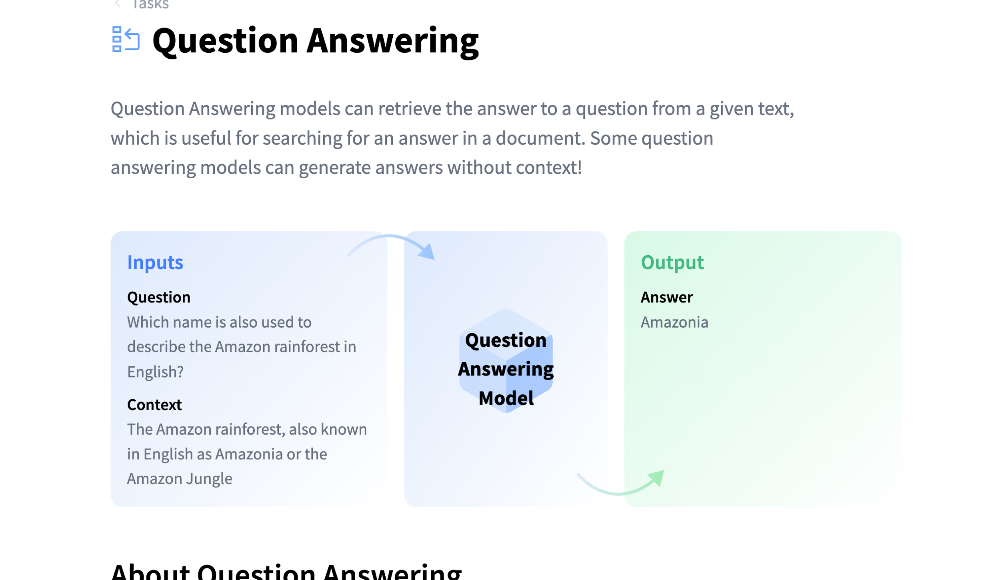 Tasks
Question Answering
Question Answering models can retrieve the answer to a question from a given text,
which is useful for searching for an answer in a document. Some question
answering models can generate answers without context!
Inputs
Question
Which name is also used to
describe the Amazon rainforest in
English?
Context
The Amazon rainforest, also known
in English as Amazonia or the
Amazon Jungle
Question
Answering
Model
Output
Answer
Amazonia
About Question Answering